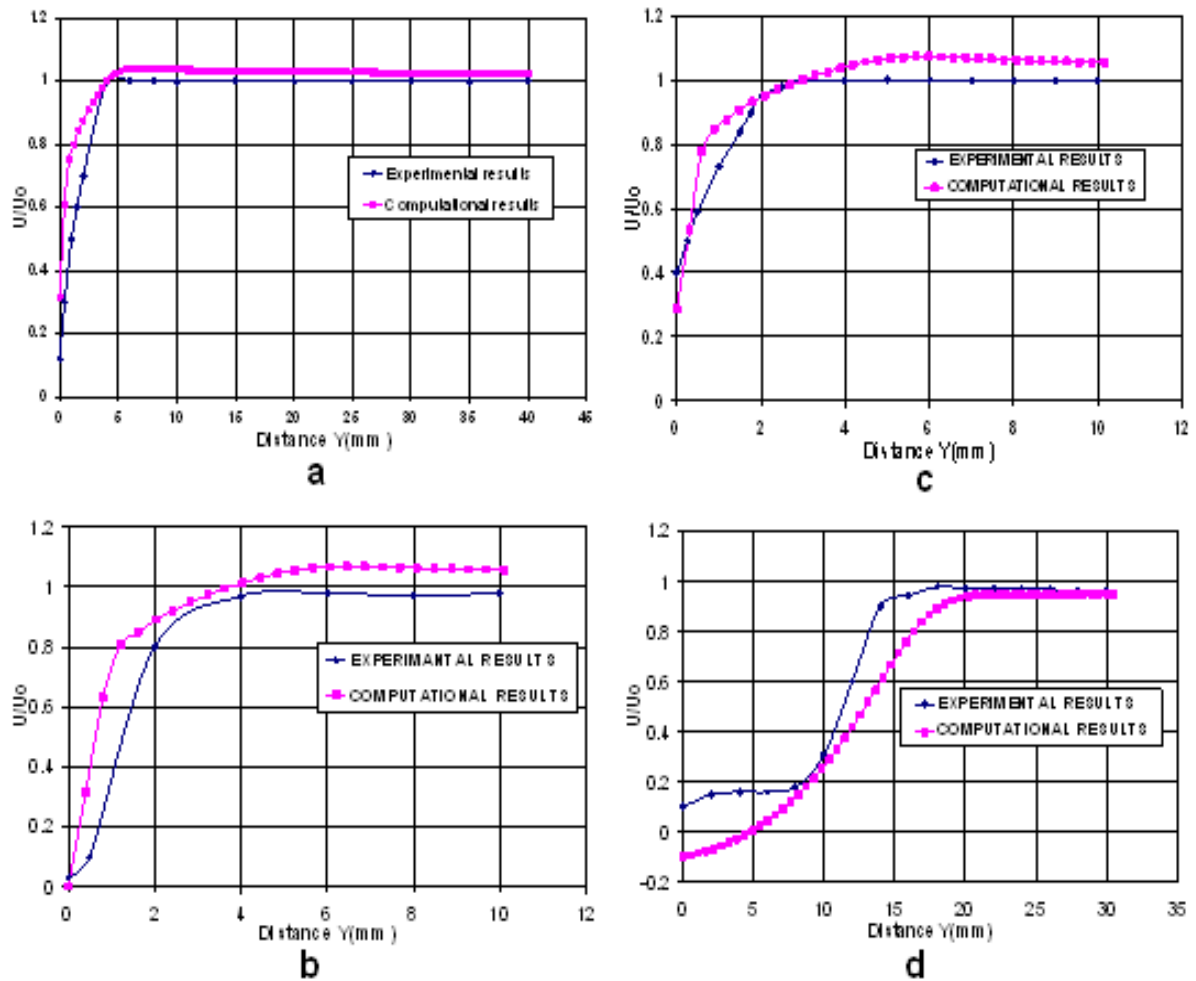 1.2
1
0.8
0.6
0.4
0.2
0
U/Uo
Experimental results
Computational results
0 5 10 15 20 25 30 35 40 45
Distance Y(mm)
a
1.2
1
0.8
0.6
0.4
0.2
0
U/Uo
EXPERIMENTAL RESULTS
COMPUTATIONAL RESULTS
0 2 4 6 8 10 12
Distance Y(mm)
c
1.2
1
0.8
0.6
0.4
0.2
0
U/Uo
EXPERIMANTAL RESULTS
COMPUTATIONAL RESULTS
0 2 4 6 8 10 12
Distance Y(mm)
b
1.2
1
0.8
0.6
0.4
0.2
0
-0.2
U/Uo
EXPERIMENTAL RESULTS
COMPUTATIONAL RESULTS
0 5 10 15 20 25 30 35
Distance Y(mm)
d